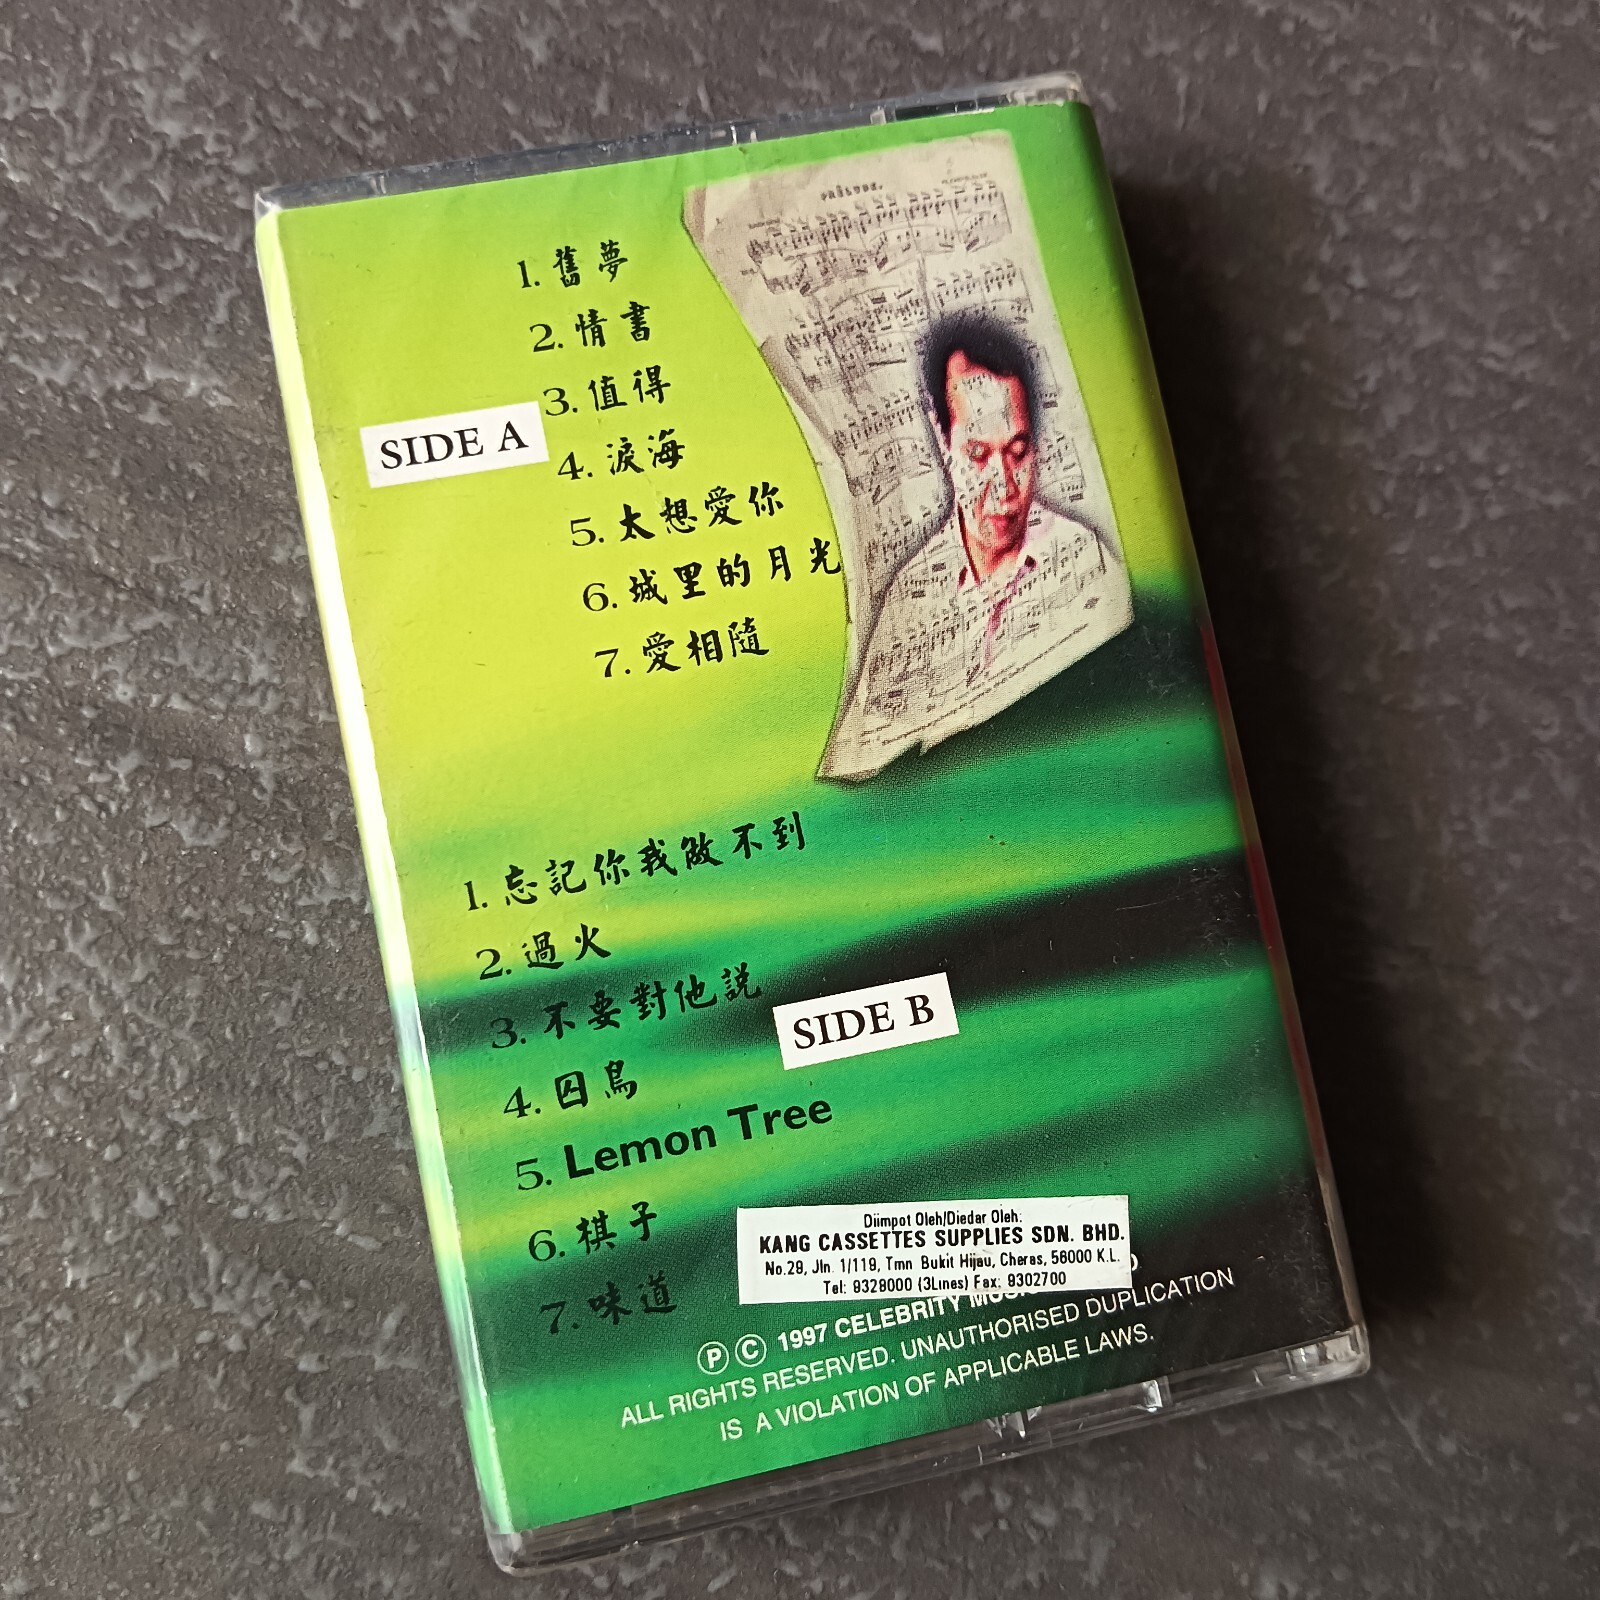 PRÉLUDE.
1. 舊夢
2. 情書
3. 值得
SIDE A
4. 淚海
5. 太想愛你
6. 城里的月光
7. 愛相隨
1. 忘記你我做不到
2. 過火
3. 不要對他説
SIDE B
4. 囚鳥
5. Lemon Tree
6. 棋子
7. 味道
Diimpot Oleh/Diedar Oleh:
KANG CASSETTES SUPPLIES SDN. BHD.
No.29, Jln. 1/119, Tmn Bukit Hijau, Cheras, 56000 K.L.
Tel: 9328000 (3Lines) Fax: 9302700
Ⓟ Ⓒ 1997 CELEBRITY MUSIC
ALL RIGHTS RESERVED. UNAUTHORISED DUPLICATION
IS A VIOLATION OF APPLICABLE LAWS.